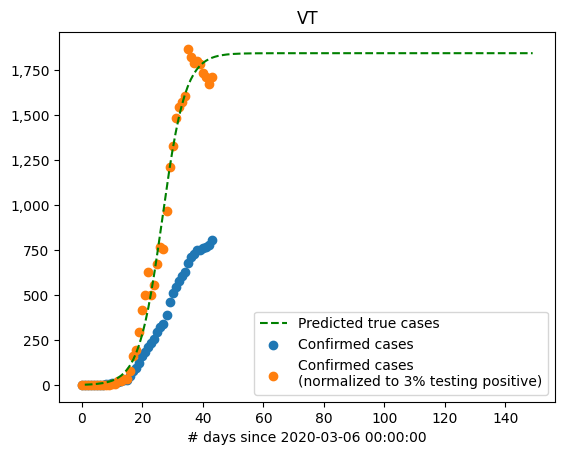 VT
1,750
1,500
1,250
1,000
750
500
250
0
0 20 40 60 80 100 120 140
# days since 2020-03-06 00:00:00
Predicted true cases
Confirmed cases
Confirmed cases
(normalized to 3% testing positive)